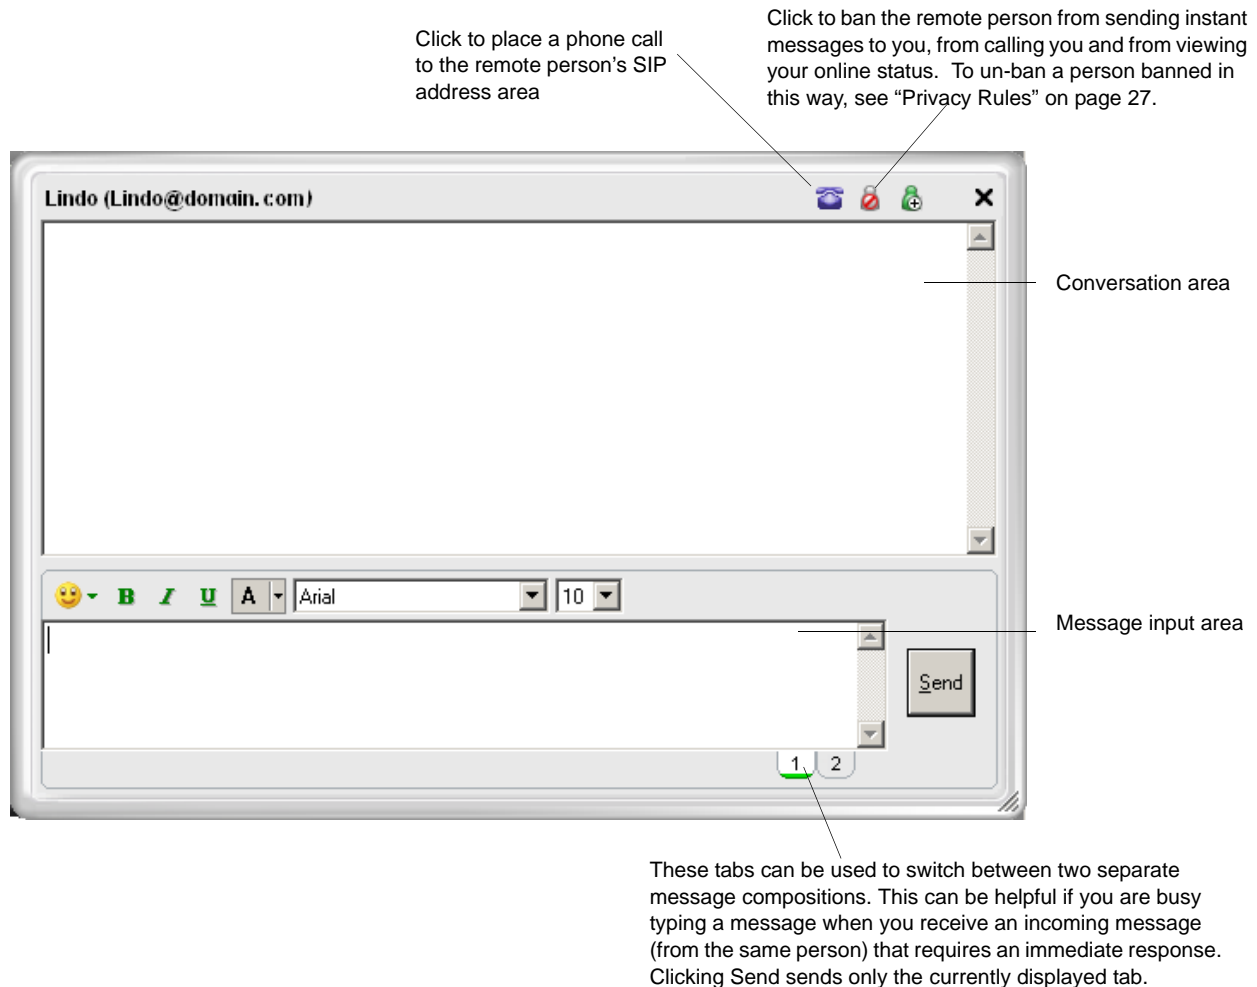 Click to place a phone call
to the remote person's SIP
address area
Click to ban the remote person from sending instant
messages to you, from calling you and from viewing
your online status.  To un-ban a person banned in
this way, see “Privacy Rules” on page 27.
Lindo (Lindo@domain.com)
Conversation area
B I U A Arial 10
Message input area
Send
1 2
These tabs can be used to switch between two separate
message compositions. This can be helpful if you are busy
typing a message when you receive an incoming message
(from the same person) that requires an immediate response.
Clicking Send sends only the currently displayed tab.